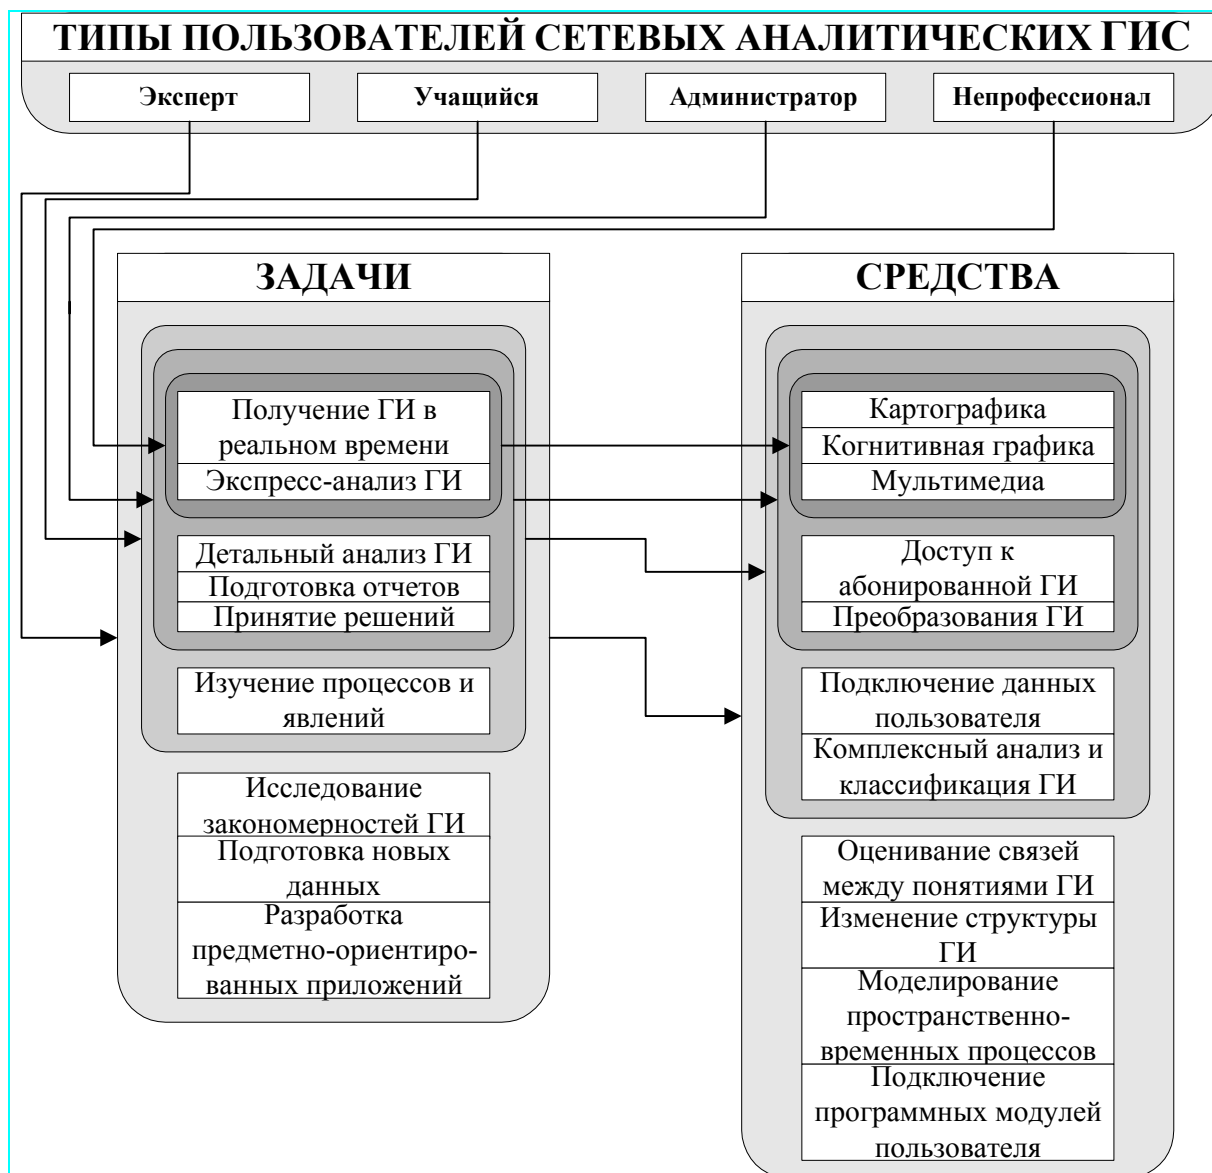 ТИПЫ ПОЛЬЗОВАТЕЛЕЙ СЕТЕВЫХ АНАЛИТИЧЕСКИХ ГИС
Эксперт
Учащийся
Администратор
Непрофессионал
ЗАДАЧИ
Получение ГИ в
реальном времени
Экспресс-анализ ГИ
Детальный анализ ГИ
Подготовка отчетов
Принятие решений
Изучение процессов и
явлений
Исследование
закономерностей ГИ
Подготовка новых
данных
Разработка
предметно-ориентиро-
ванных приложений
СРЕДСТВА
Картографика
Когнитивная графика
Мультимедиа
Доступ к
абонированной ГИ
Преобразования ГИ
Подключение данных
пользователя
Комплексный анализ и
классификация ГИ
Оценивание связей
между понятиями ГИ
Изменение структуры
ГИ
Моделирование
пространственно-
временных процессов
Подключение
программных модулей
пользователя